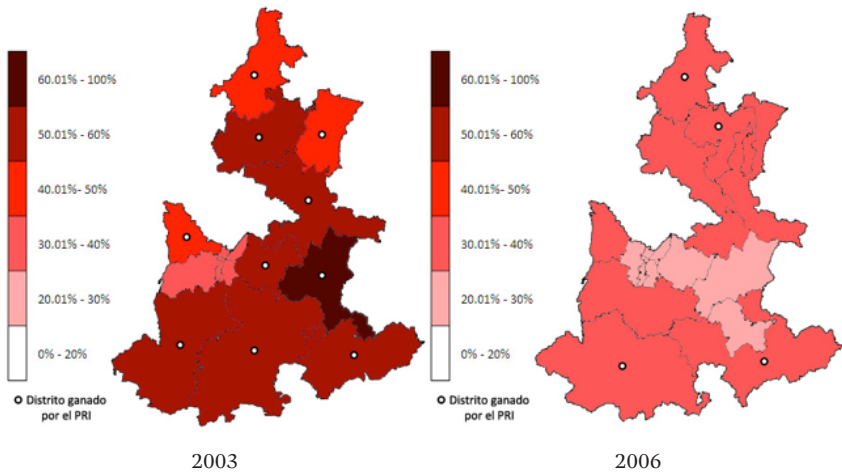 60.01% - 100%
50.01% - 60%
40.01%- 50%
30.01% - 40%
20.01% - 30%
0% - 20%
Distrito ganado
por el PRI
2003
60.01% - 100%
50.01% - 60%
40.01%- 50%
30.01% - 40%
20.01% - 30%
0% - 20%
Distrito ganado
por el PRI
2006